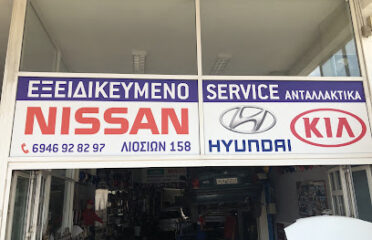 ΕΞΕΙΔΙΚΕΥΜΕΝΟ SERVICE ΑΝΤΑΛΛΑΚΤΙΚΑ
NISSAN HYUNDAI KIA
6946 92 82 97 ΛΙΟΣΙΩΝ 158